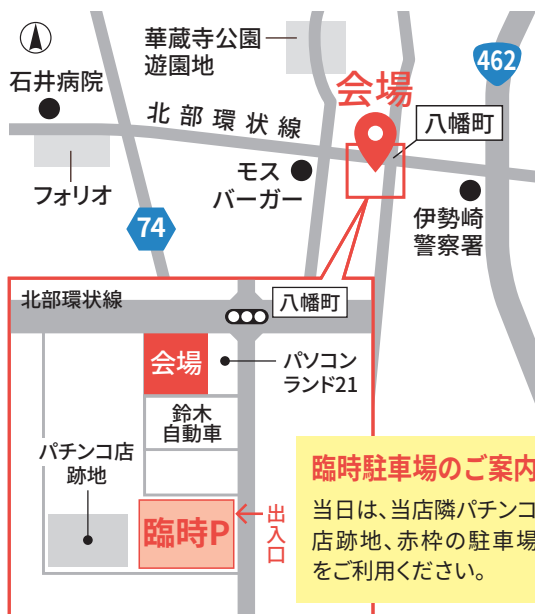 華蔵寺公園
遊園地
462
石井病院
会場
北部環状線
八幡町
モス
バーガー
フォリオ
74
伊勢崎
警察署
北部環状線
八幡町
会場
パソコン
ランド21
鈴木
自動車
パチンコ店
跡地
臨時P
出入口
臨時駐車場のご案内
当日は、当店隣パチンコ
店跡地、赤枠の駐車場
をご利用ください。